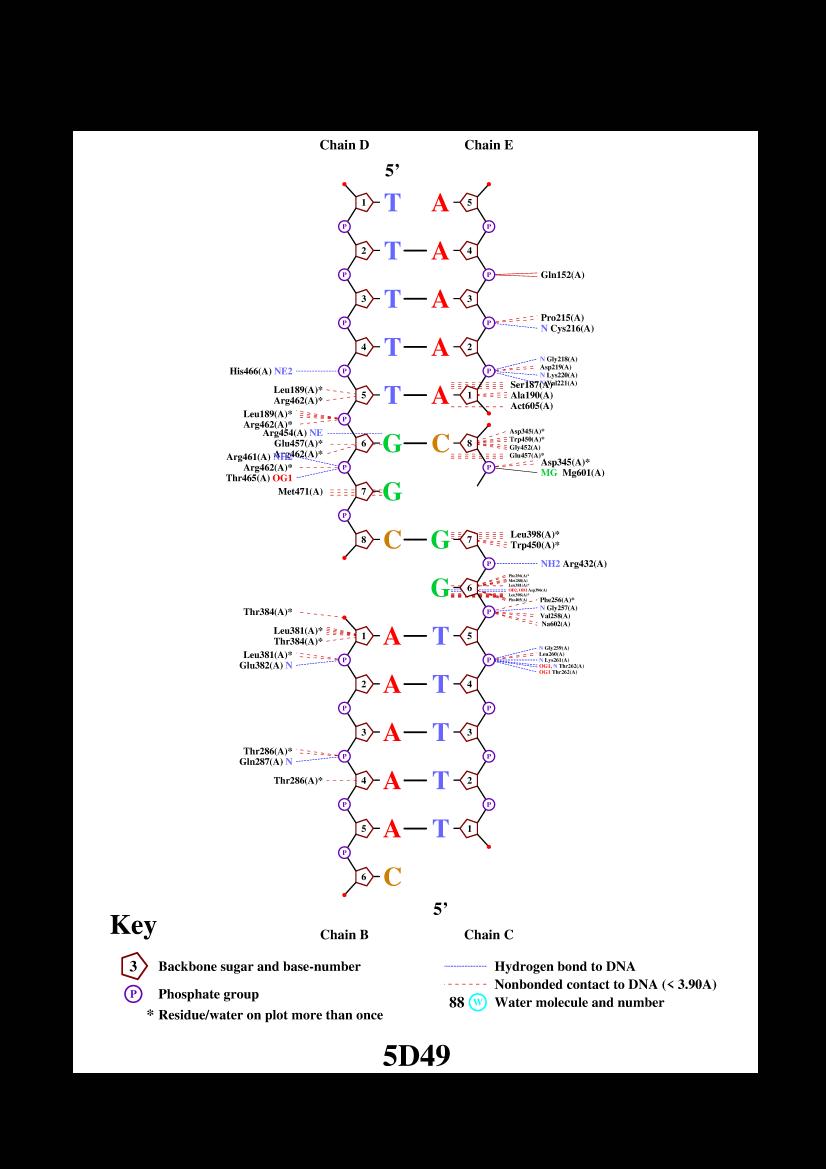 Chain D Chain E
5’
1 T A 5
P P
2 T A 4
P P Gln152(A)
3 T A 3
Pro215(A)
P P N Cys216(A)
4 T A 2
N Gly218(A)
Asp219(A)
His466(A) NE2 P P N Lys220(A)
N Val221(A)
Ser187(A)
Leu189(A)* 5 T A 1 Ala190(A)
Arg462(A)* Act605(A)
Leu189(A)* P
Arg462(A)*
Arg454(A) NE Asp345(A)*
Trp450(A)*
Glu457(A)* 6 G C 8 Gly452(A)
Arg462(A)* Glu457(A)*
Arg461(A) NH2 Asp345(A)*
Arg462(A)* P P
Thr465(A) OG1 MG Mg601(A)
Met471(A) 7 G
P
8 C G 7 Leu398(A)*
Trp450(A)*
P NH2 Arg432(A)
G 6
Phe256(A)*
N Gly257(A)
Thr384(A)* P Val258(A)
Na602(A)
Leu381(A)* 1 A T 5
Thr384(A)*
N Gly259(A)
Leu381(A)* Leu260(A)
Glu382(A) N P P N Lys261(A)
OG1, N Thr262(A)
OG1 Thr262(A)
2 A T 4
P P
3 A T 3
Thr286(A)*
Gln287(A) N P P
Thr286(A)* 4 A T 2
P P
5 A T 1
P
6 C
5’
Key
Chain B Chain C
3 Backbone sugar and base-number
P Phosphate group
* Residue/water on plot more than once
Hydrogen bond to DNA
Nonbonded contact to DNA (< 3.90A)
88 W Water molecule and number
5D49